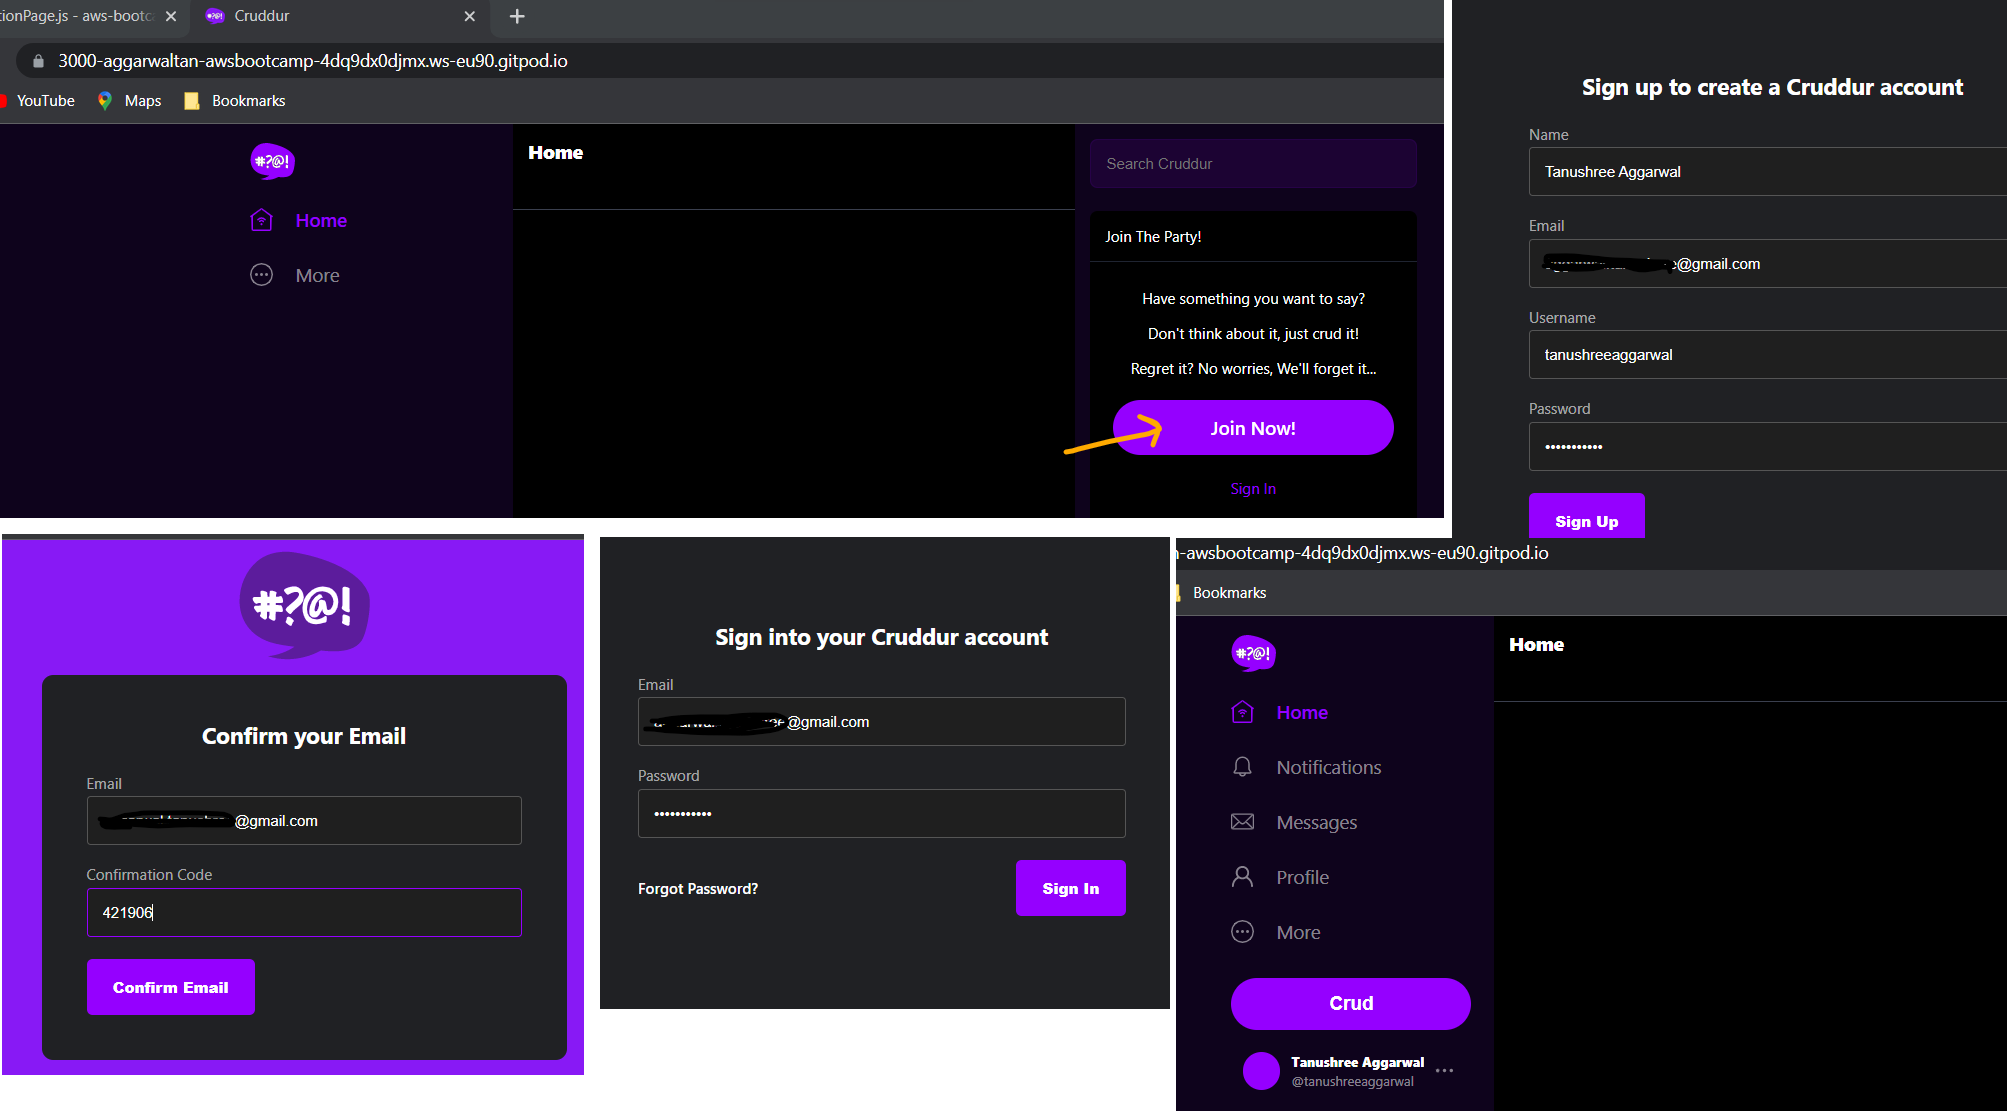 tionPage.js - aws-bootc
Cruddur
3000-aggarwaltan-awsbootcamp-4dq9dx0djmx.ws-eu90.gitpod.io
YouTube
Maps
Bookmarks
#?@!
Home
More
Home
Search Cruddur
Join The Party!
Have something you want to say?
Don't think about it, just crud it!
Regret it? No worries, We'll forget it...
Join Now!
Sign In
Sign up to create a Cruddur account
Name
Tanushree Aggarwal
Email
e@gmail.com
Username
tanushreeaggarwal
Password
•••••••••••
Sign Up
#?@!
Confirm your Email
Email
@gmail.com
Confirmation Code
421906
Confirm Email
Sign into your Cruddur account
Email
@gmail.com
Password
•••••••••••
Forgot Password?
Sign In
-awsbootcamp-4dq9dx0djmx.ws-eu90.gitpod.io
Bookmarks
#?@!
Home
Notifications
Messages
Profile
More
Crud
Tanushree Aggarwal
@tanushreeaggarwal
Home